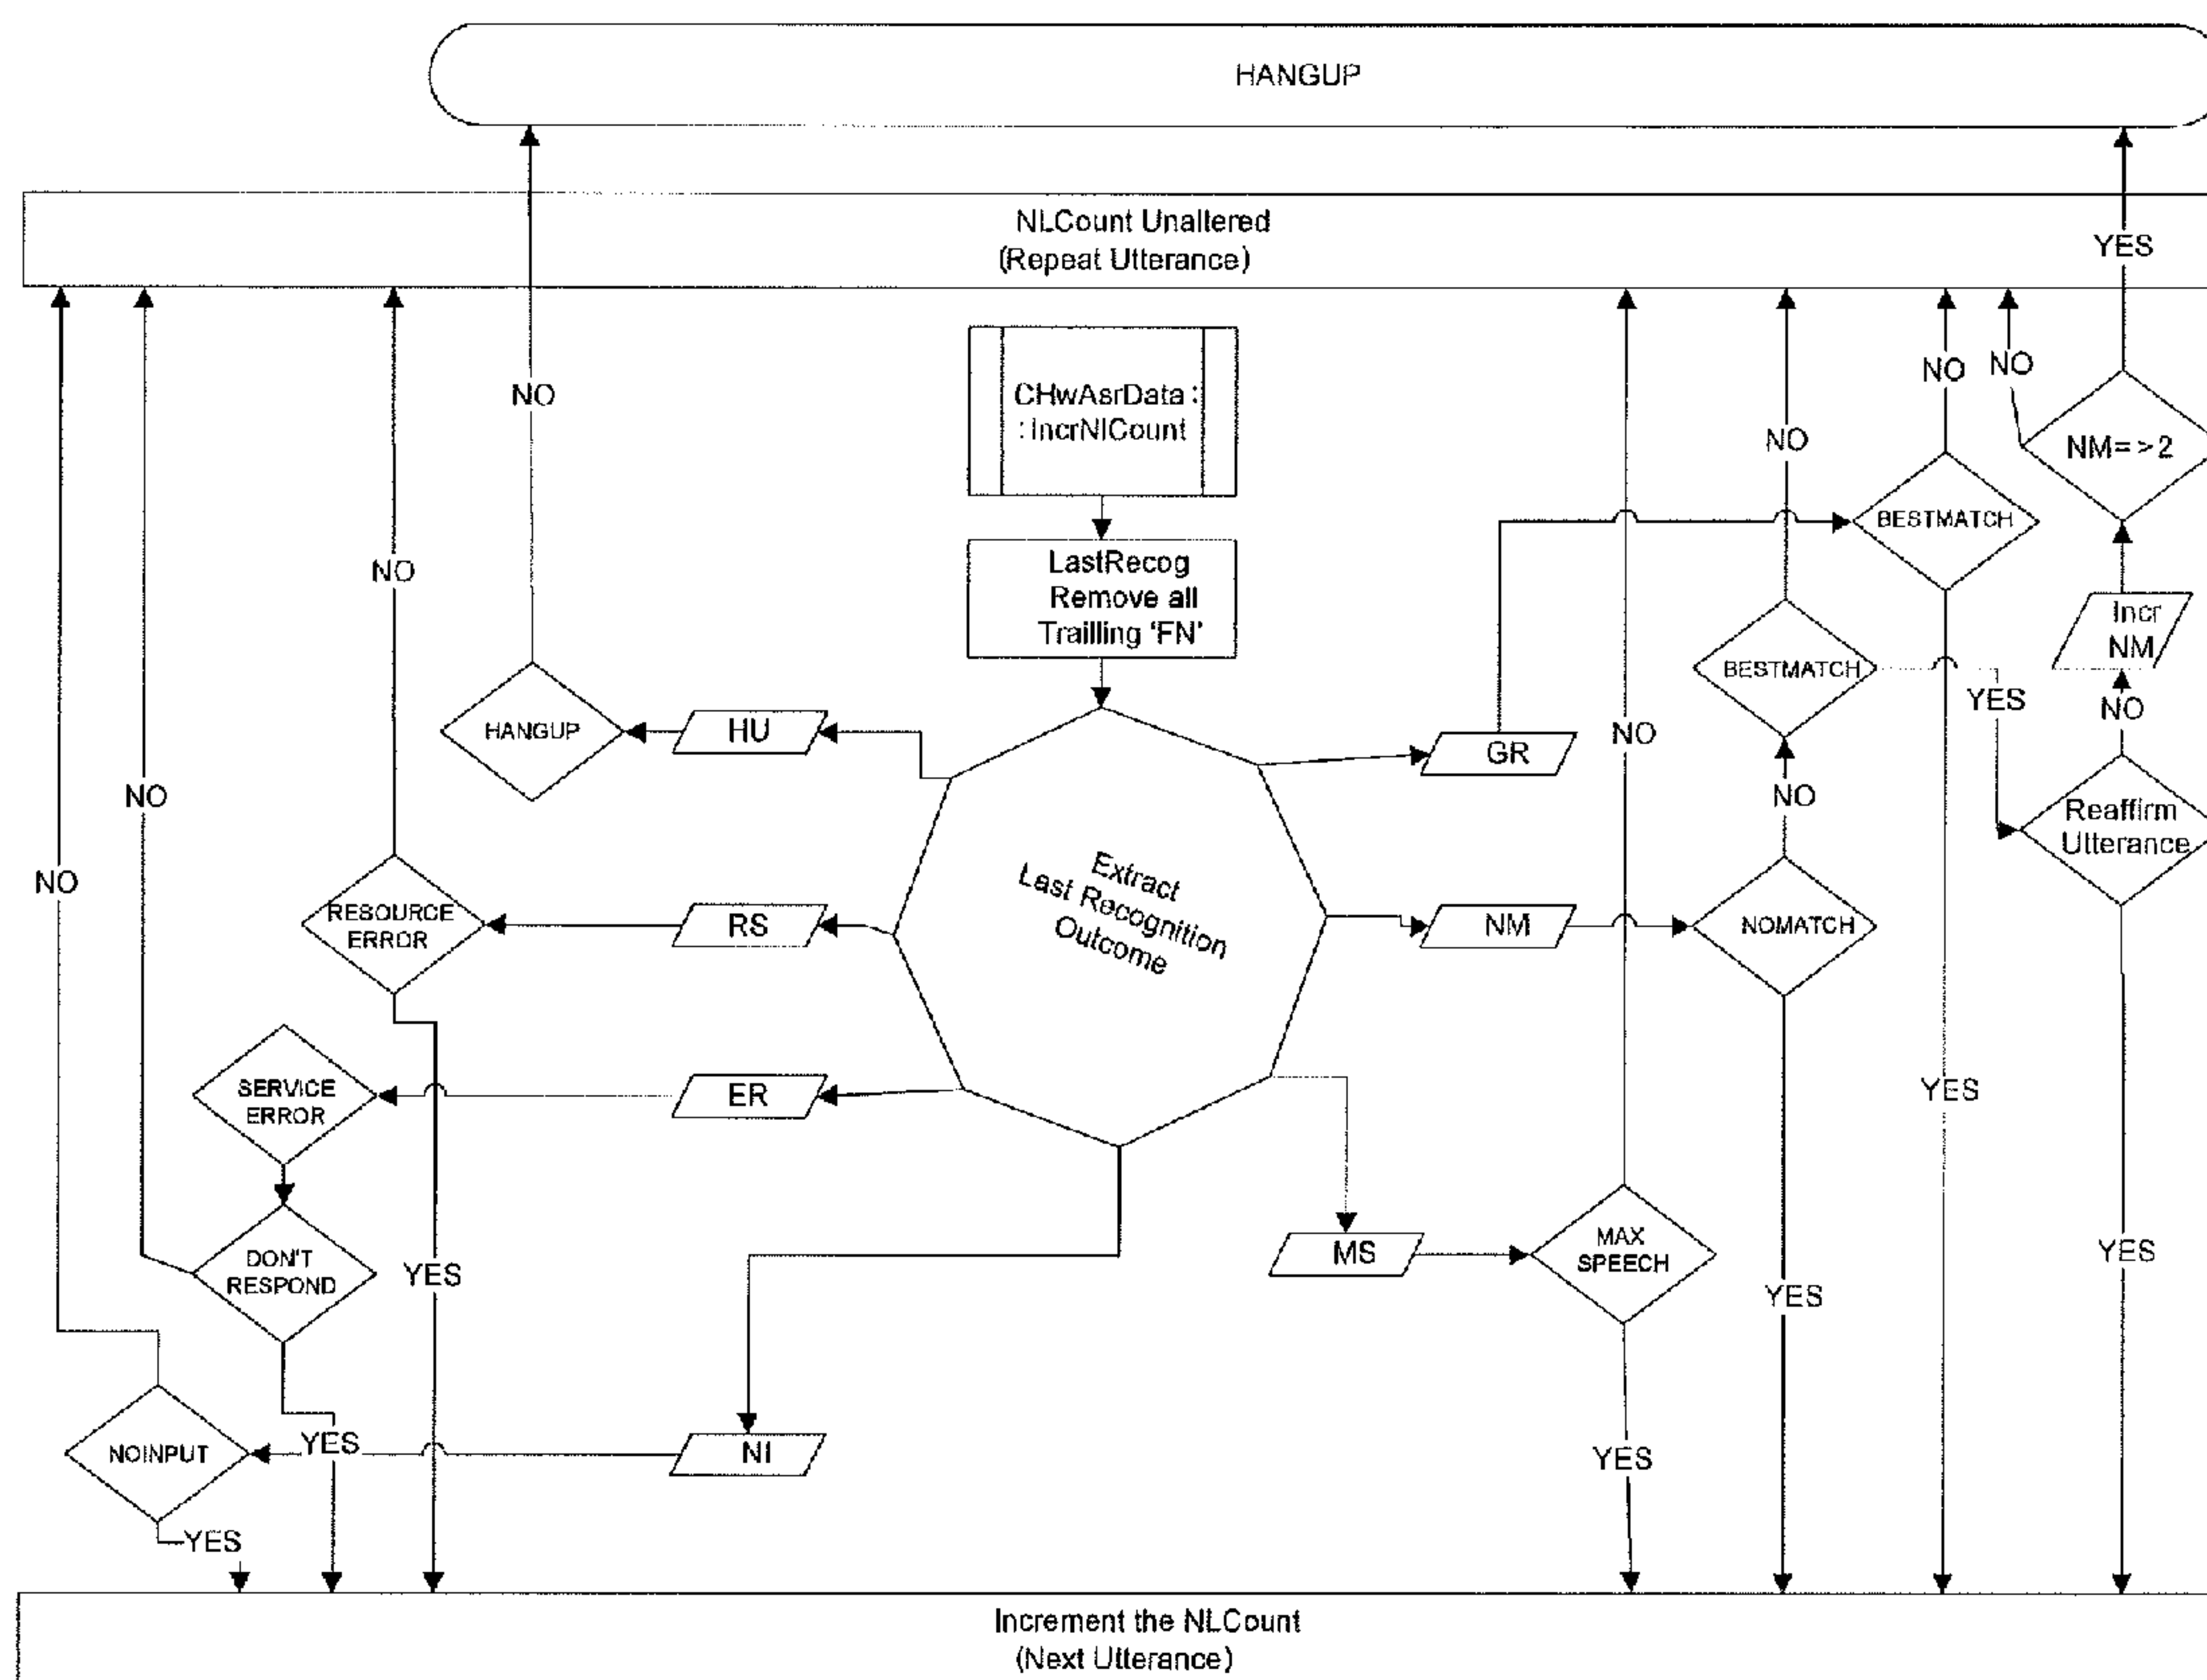 HANGUP
NLCount Unallered
(Repeat Utterance)
YES
NO
NO
NO
CHwAsrData :
: IncrNICount
NM=>2
NO
BESTMATCH
LastRecog
Remove all
Trailling 'FN'
NO
Incr
NM
BESTMATCH
YES
NO
HANGUP
HU
NO
GR
NO
NO
Reaffirm
Utterance
NO
Extract
Last Recognition
Outcome
RESOURCE
ERROR
RS
NM
NOMATCH
SERVICE
ERROR
ER
YES
DON'T
RESPOND
YES
MS
MAX
SPEECH
YES
YES
NOINPUT
YES
NI
YES
YES
Increment the NLCount
(Next Utterance)